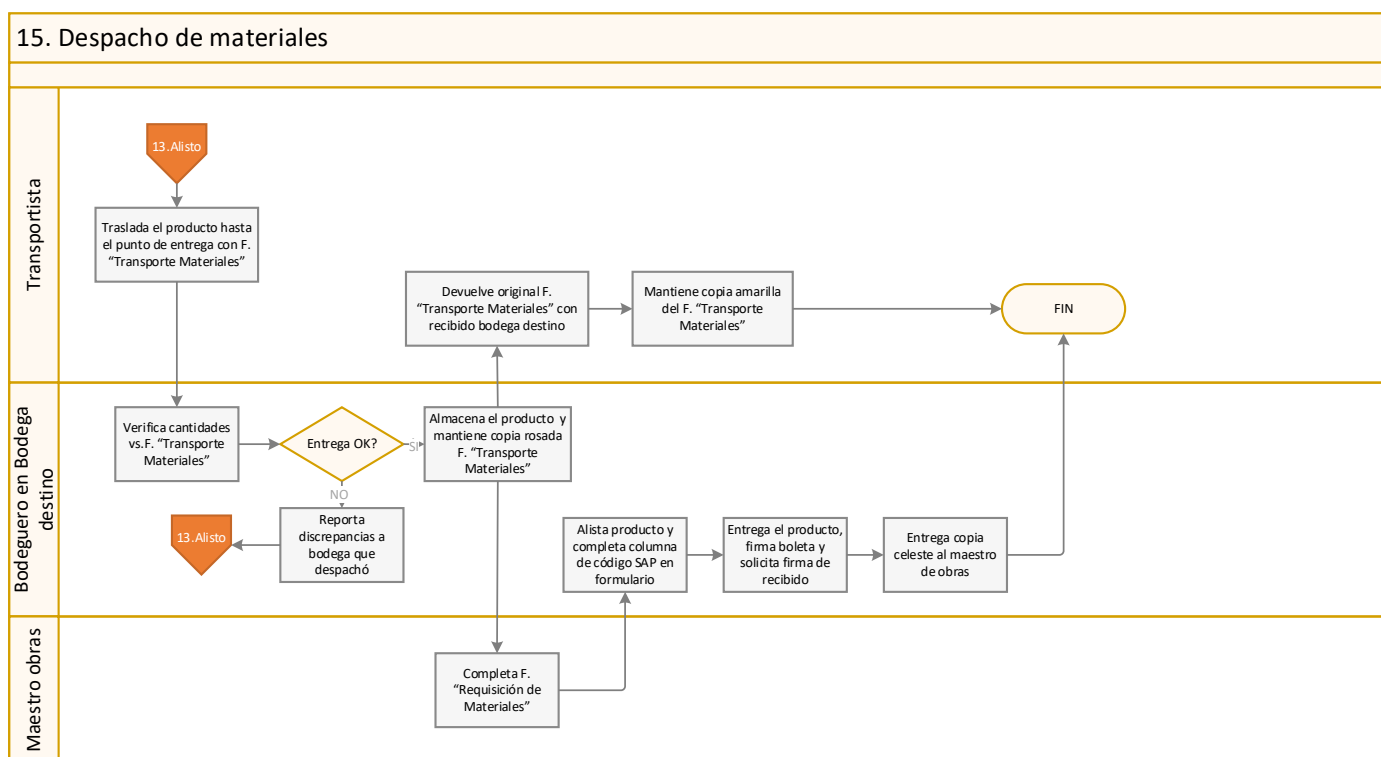 15. Despacho de materiales
Transportista
13.Alisto
Traslada el producto hasta
el punto de entrega con F.
“Transporte Materiales”
Devuelve original F.
“Transporte Materiales” con
recibido bodega destino
Mantiene copia amarilla
del F. “Transporte
Materiales”
FIN
Bodeguero en Bodega
destino
Verifica cantidades
vs.F. “Transporte
Materiales”
Entrega OK?
SI
NO
Almacena el producto y
mantiene copia rosada
F. “Transporte
Materiales”
13.Alisto
Reporta
discrepancias a
bodega que
despachó
Alista producto y
completa columna
de código SAP en
formulario
Entrega el producto,
firma boleta y
solicita firma de
recibido
Entrega copia
celeste al maestro
de obras
Maestro obras
Completa F.
“Requisición de
Materiales”